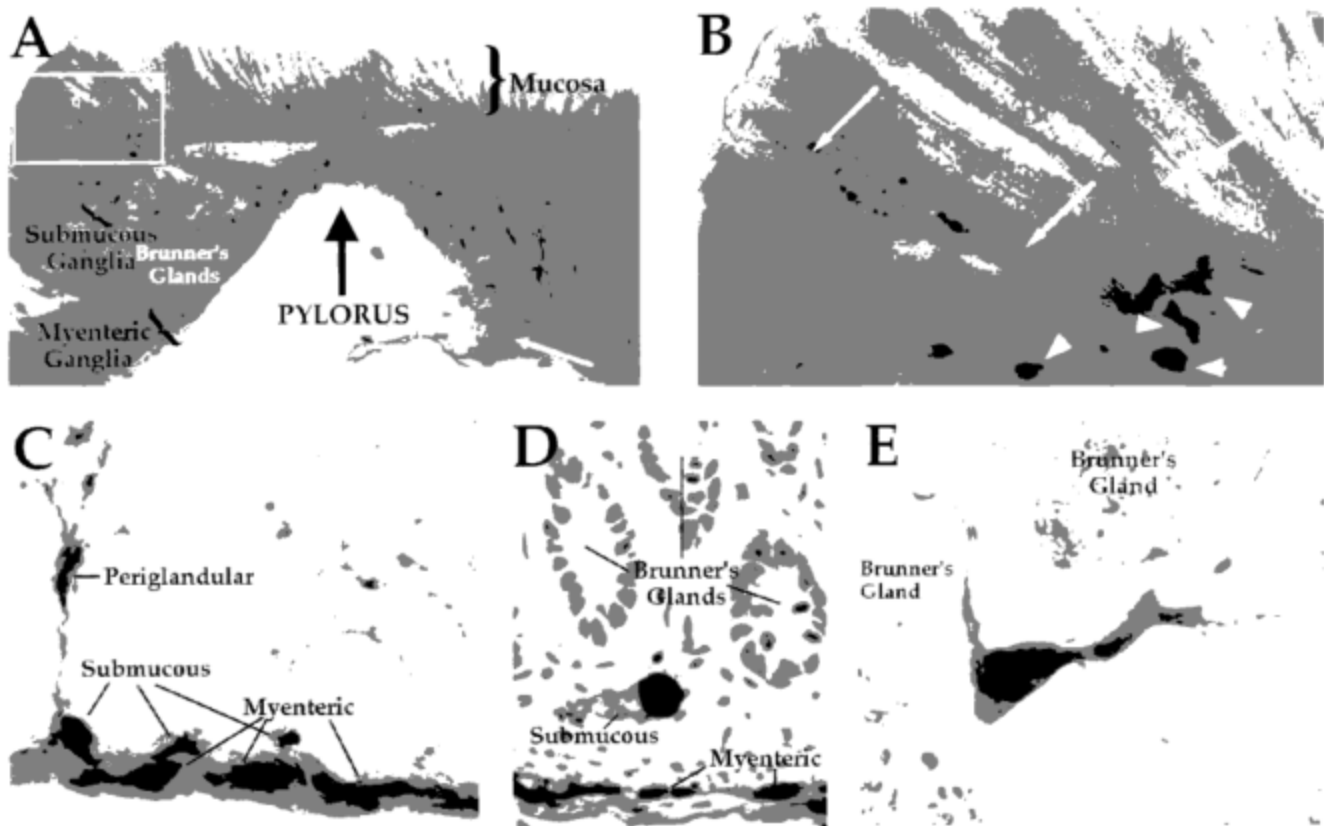 A
Mucosa
Submucous
Ganglia
Brunner's
Glands
Myenteric
Ganglia
PYLORUS
B
C
Periglandular
Submucous
Myenteric
D
Brunner's
Glands
Submucous
Myenteric
E
Brunner's
Gland
Brunner's
Gland